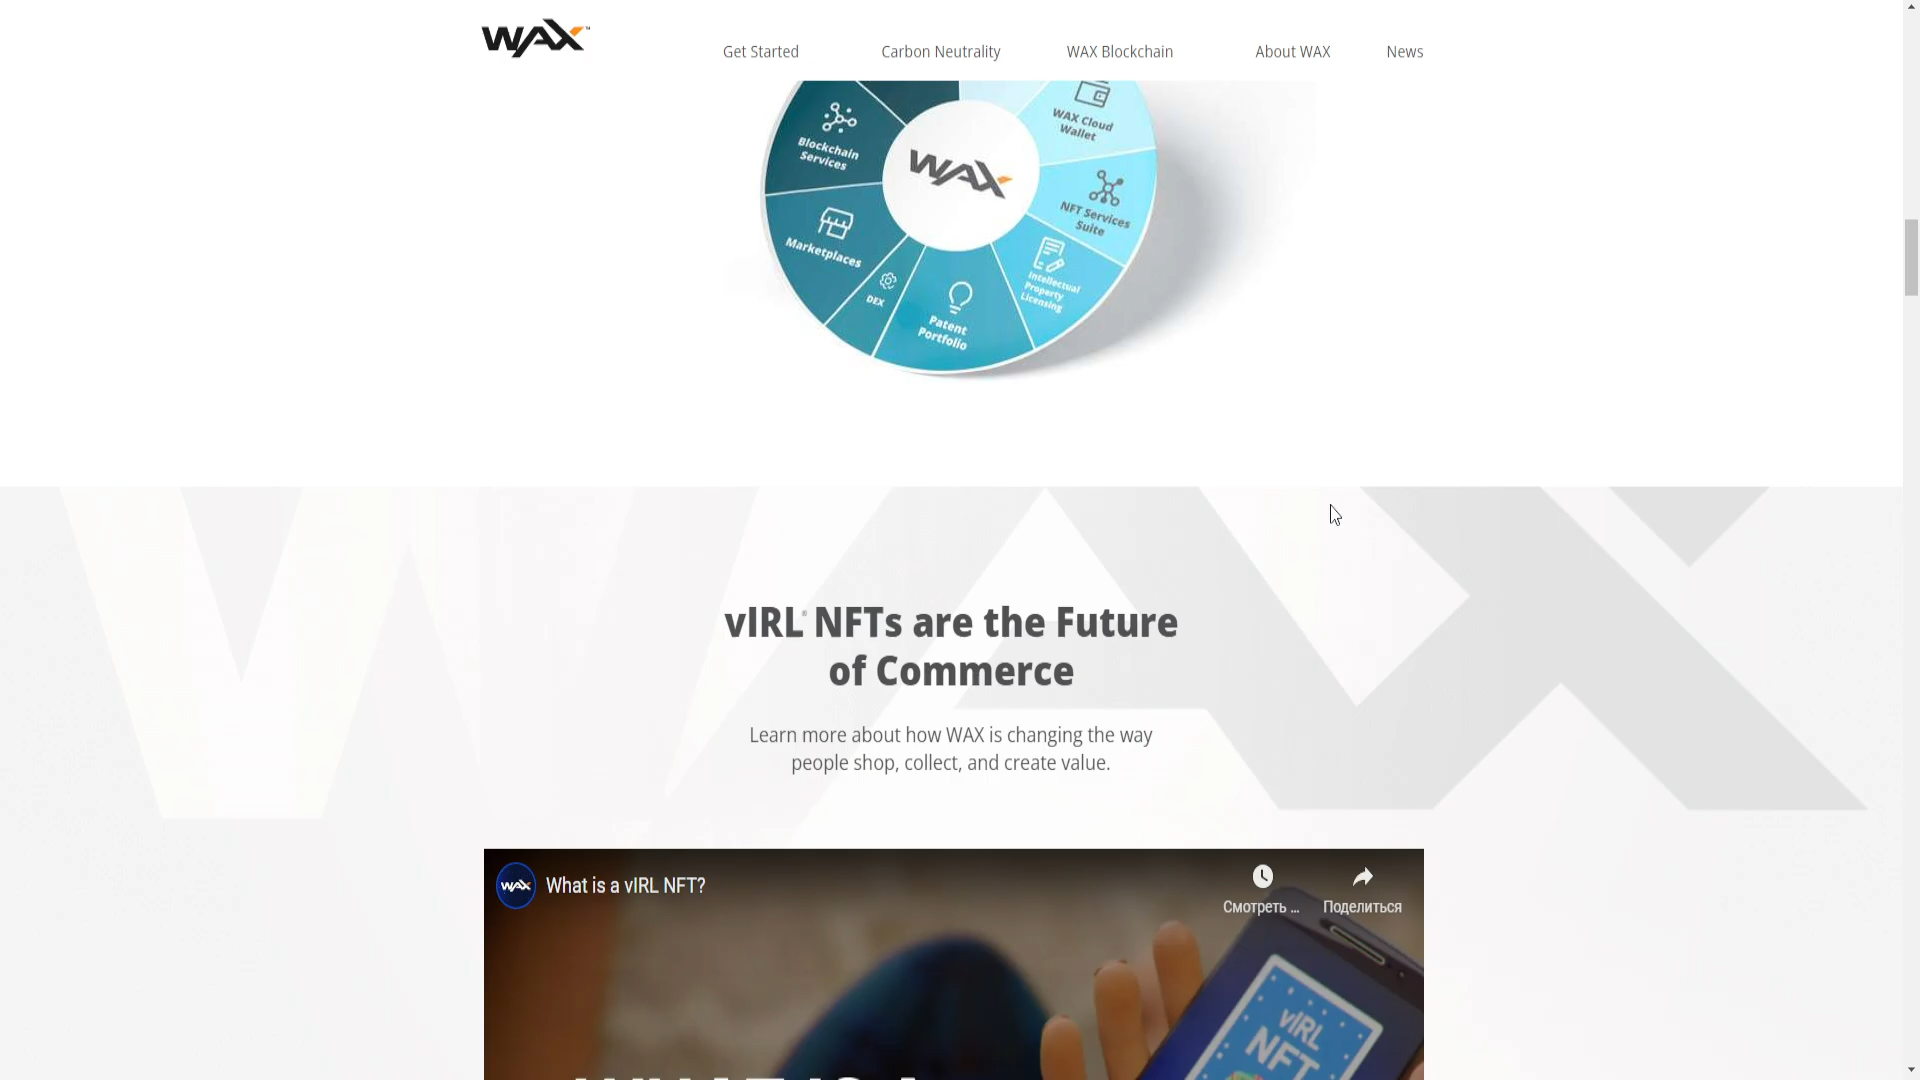 WAX™
Get Started
Carbon Neutrality
WAX Blockchain
About WAX
News
WAX Cloud
Wallet
Blockchain
Services
WAX
NFT Services
Suite
Marketplaces
Intellectual
Property
Licensing
DEX
Patent
Portfolio
vIRL® NFTs are the Future
of Commerce
Learn more about how WAX is changing the way
people shop, collect, and create value.
WAX
What is a vIRL NFT?
Смотреть ...
Поделиться
vIRL
NFT